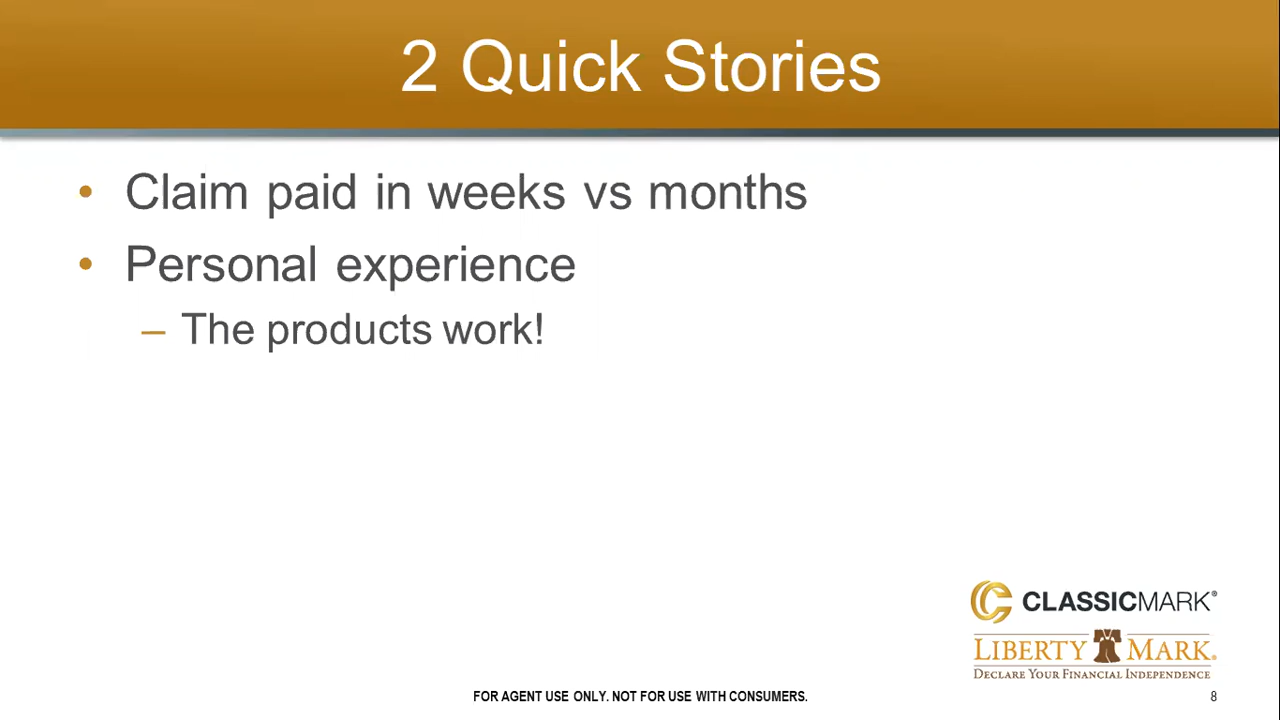 2 Quick Stories
• Claim paid in weeks vs months
• Personal experience
– The products work!
CLASSICMARK®
LIBERTY MARK®
DECLARE YOUR FINANCIAL INDEPENDENCE
FOR AGENT USE ONLY. NOT FOR USE WITH CONSUMERS.
8